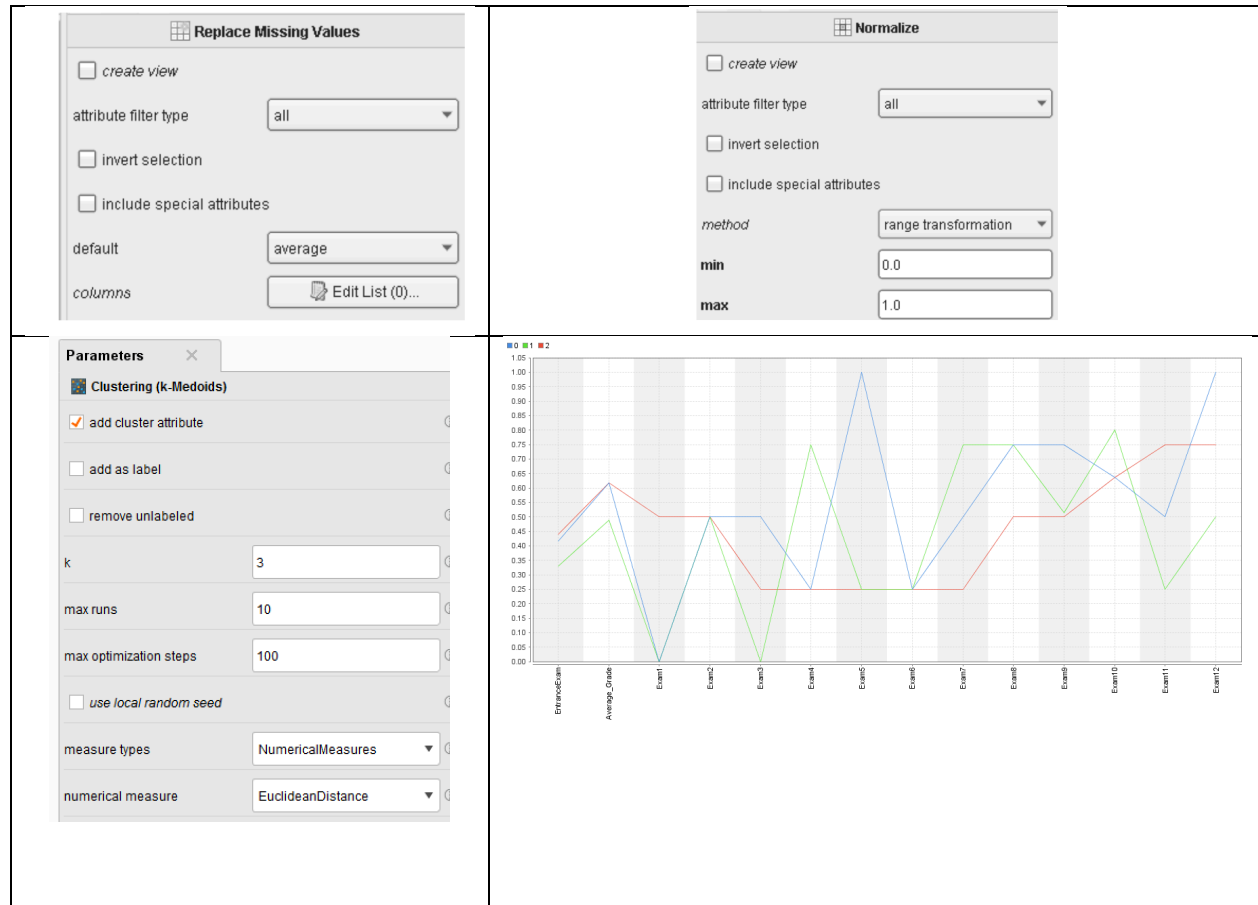 Replace Missing Values
create view
attribute filter type all
invert selection
include special attributes
default average
columns Edit List (0)...
Normalize
create view
attribute filter type all
invert selection
include special attributes
method range transformation
min 0.0
max 1.0
Parameters
Clustering (k-Medoids)
add cluster attribute
add as label
remove unlabeled
k 3
max runs 10
max optimization steps 100
use local random seed
measure types NumericalMeasures
numerical measure EuclideanDistance
0 1 2
1.05
1.00
0.95
0.90
0.85
0.80
0.75
0.70
0.65
0.60
0.55
0.50
0.45
0.40
0.35
0.30
0.25
0.20
0.15
0.10
0.05
0.00
EntranceExam
Average_Grade
Exam1
Exam2
Exam3
Exam4
Exam5
Exam6
Exam7
Exam8
Exam9
Exam10
Exam11
Exam12